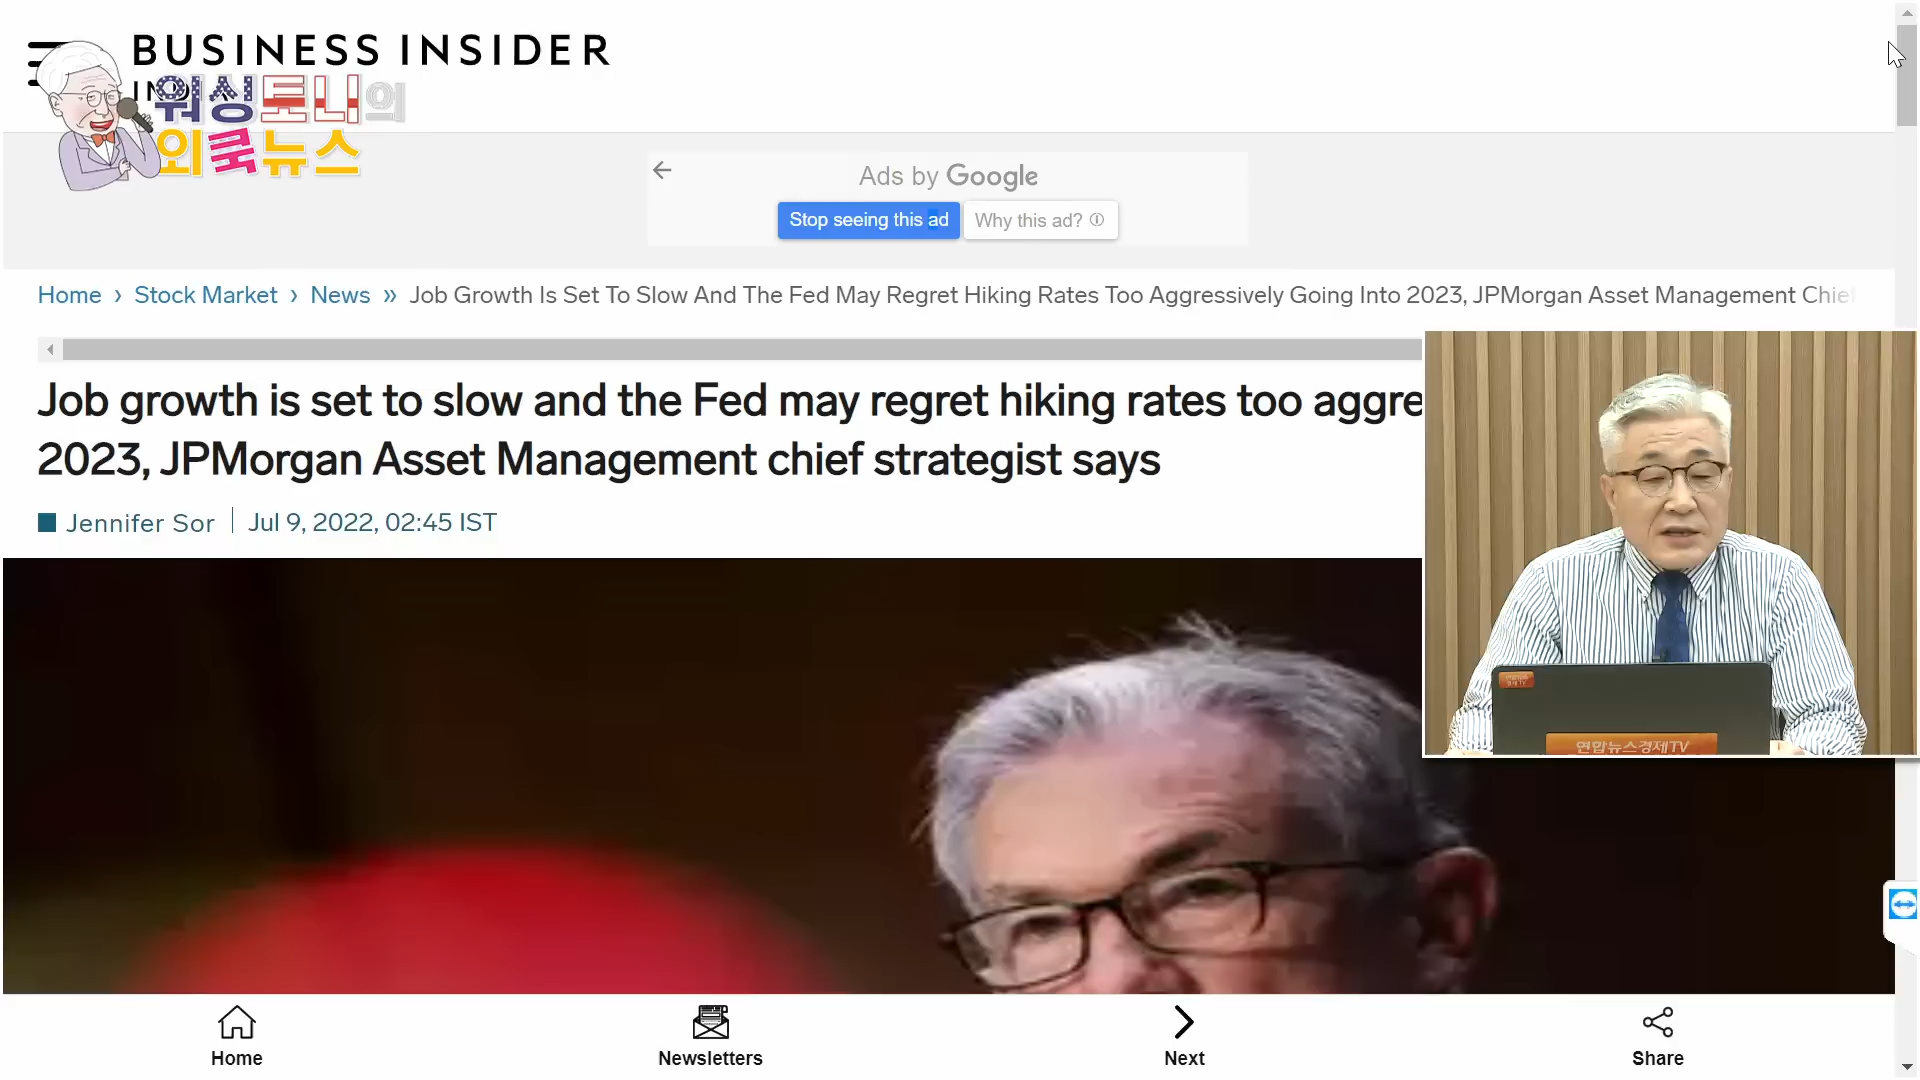 BUSINESS INSIDER
IN
워싱토니의
외쿡뉴스
Ads by Google
Stop seeing this ad
Why this ad?
Home › Stock Market › News » Job Growth Is Set To Slow And The Fed May Regret Hiking Rates Too Aggressively Going Into 2023, JPMorgan Asset Management Chief
Job growth is set to slow and the Fed may regret hiking rates too aggre
2023, JPMorgan Asset Management chief strategist says
Jennifer Sor | Jul 9, 2022, 02:45 IST
연합뉴스경제TV
Home
Newsletters
Next
Share